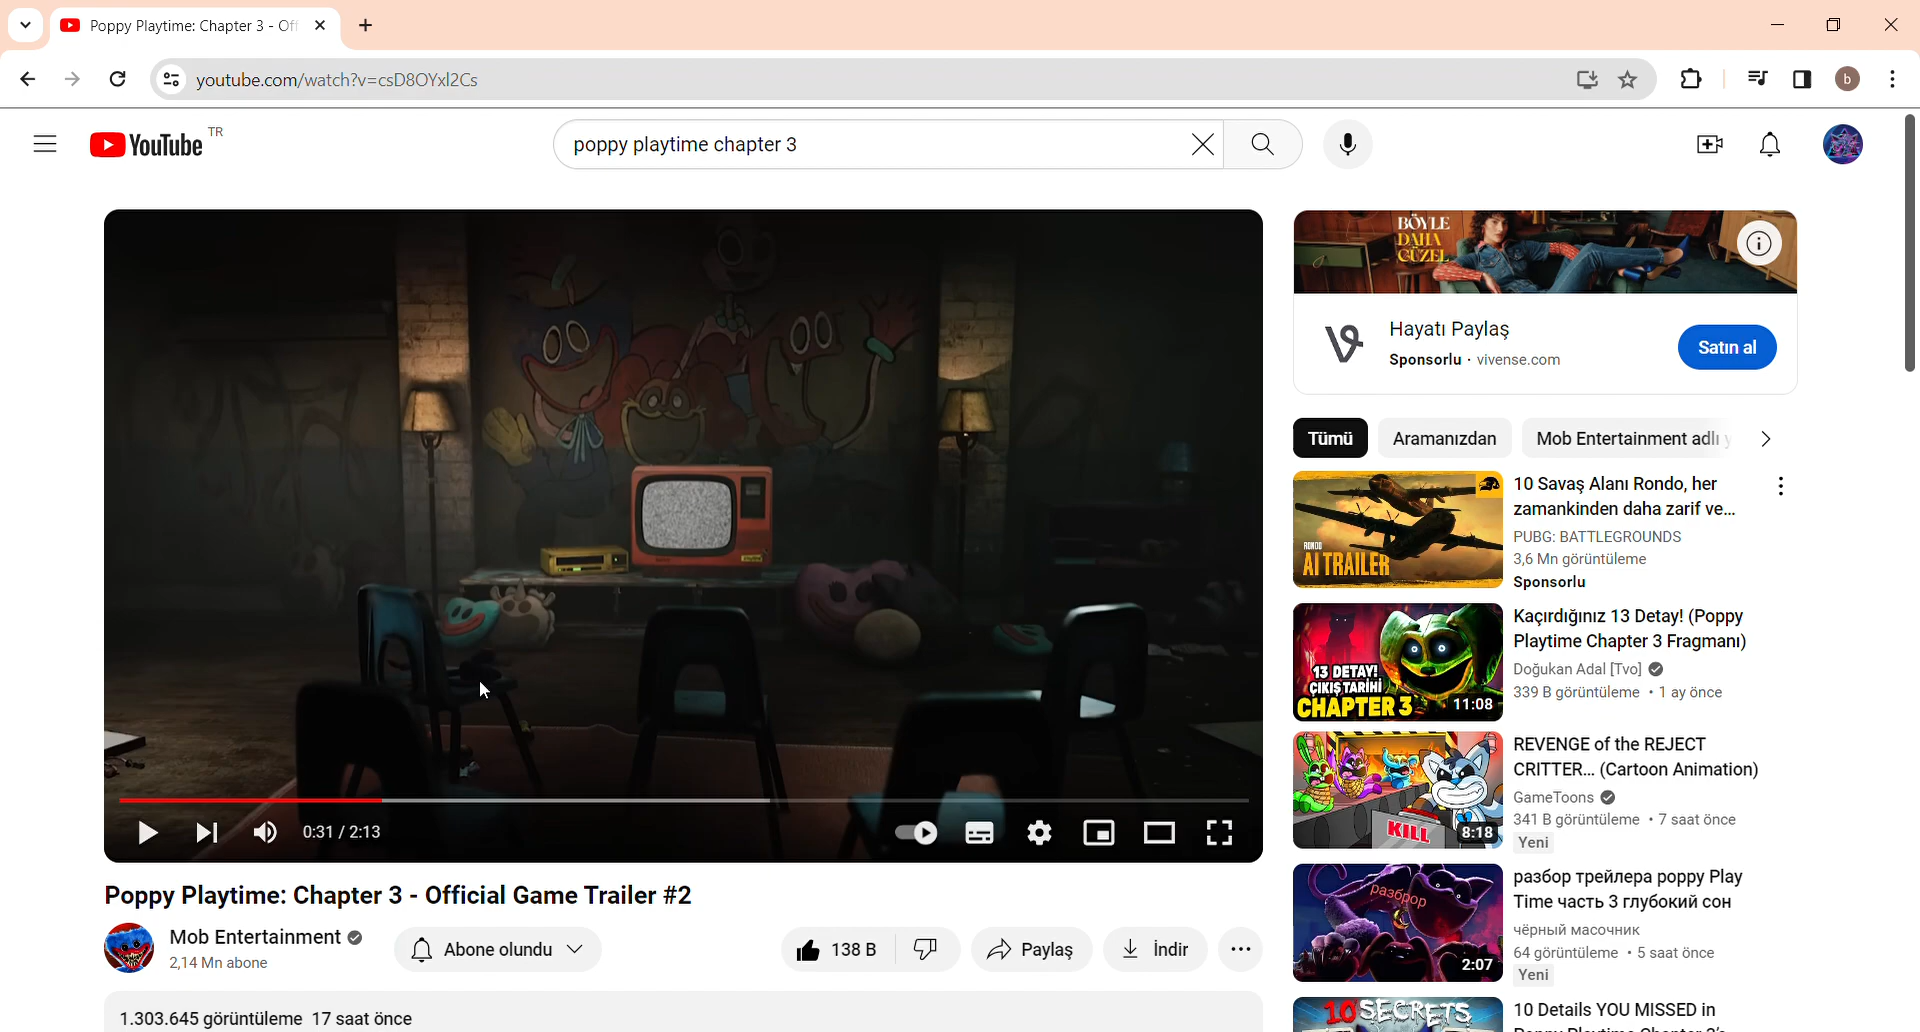 Poppy Playtime: Chapter 3 - Off
youtube.com/watch?v=csD8OYxl2Cs
b
YouTube TR
poppy playtime chapter 3
0:31 / 2:13
Poppy Playtime: Chapter 3 - Official Game Trailer #2
Mob Entertainment
2,14 Mn abone
Abone olundu
138 B
Paylaş
İndir
1.303.645 görüntüleme 17 saat önce
BÖYLE
DAHA
GÜZEL
Hayatı Paylaş
Sponsorlu · vivense.com
Satın al
Tümü
Aramanızdan
Mob Entertainment adlı y
RONDO
AI TRAILER
10 Savaş Alanı Rondo, her
zamankinden daha zarif ve...
PUBG: BATTLEGROUNDS
3,6 Mn görüntüleme
Sponsorlu
13 DETAY!
ÇIKIŞ TARİHİ
CHAPTER 3
11:08
Kaçırdığınız 13 Detay! (Poppy
Playtime Chapter 3 Fragmanı)
Doğukan Adal [Tvo]
339 B görüntüleme • 1 ay önce
KILL
8:18
REVENGE of the REJECT
CRITTER... (Cartoon Animation)
GameToons
341 B görüntüleme • 7 saat önce
Yeni
разброр
2:07
разбор трейлера poppy Play
Time часть 3 глубокий сон
чёрный масочник
64 görüntüleme • 5 saat önce
Yeni
10 SECRETS
10 Details YOU MISSED in
Poppy Playtime Chapter 3's